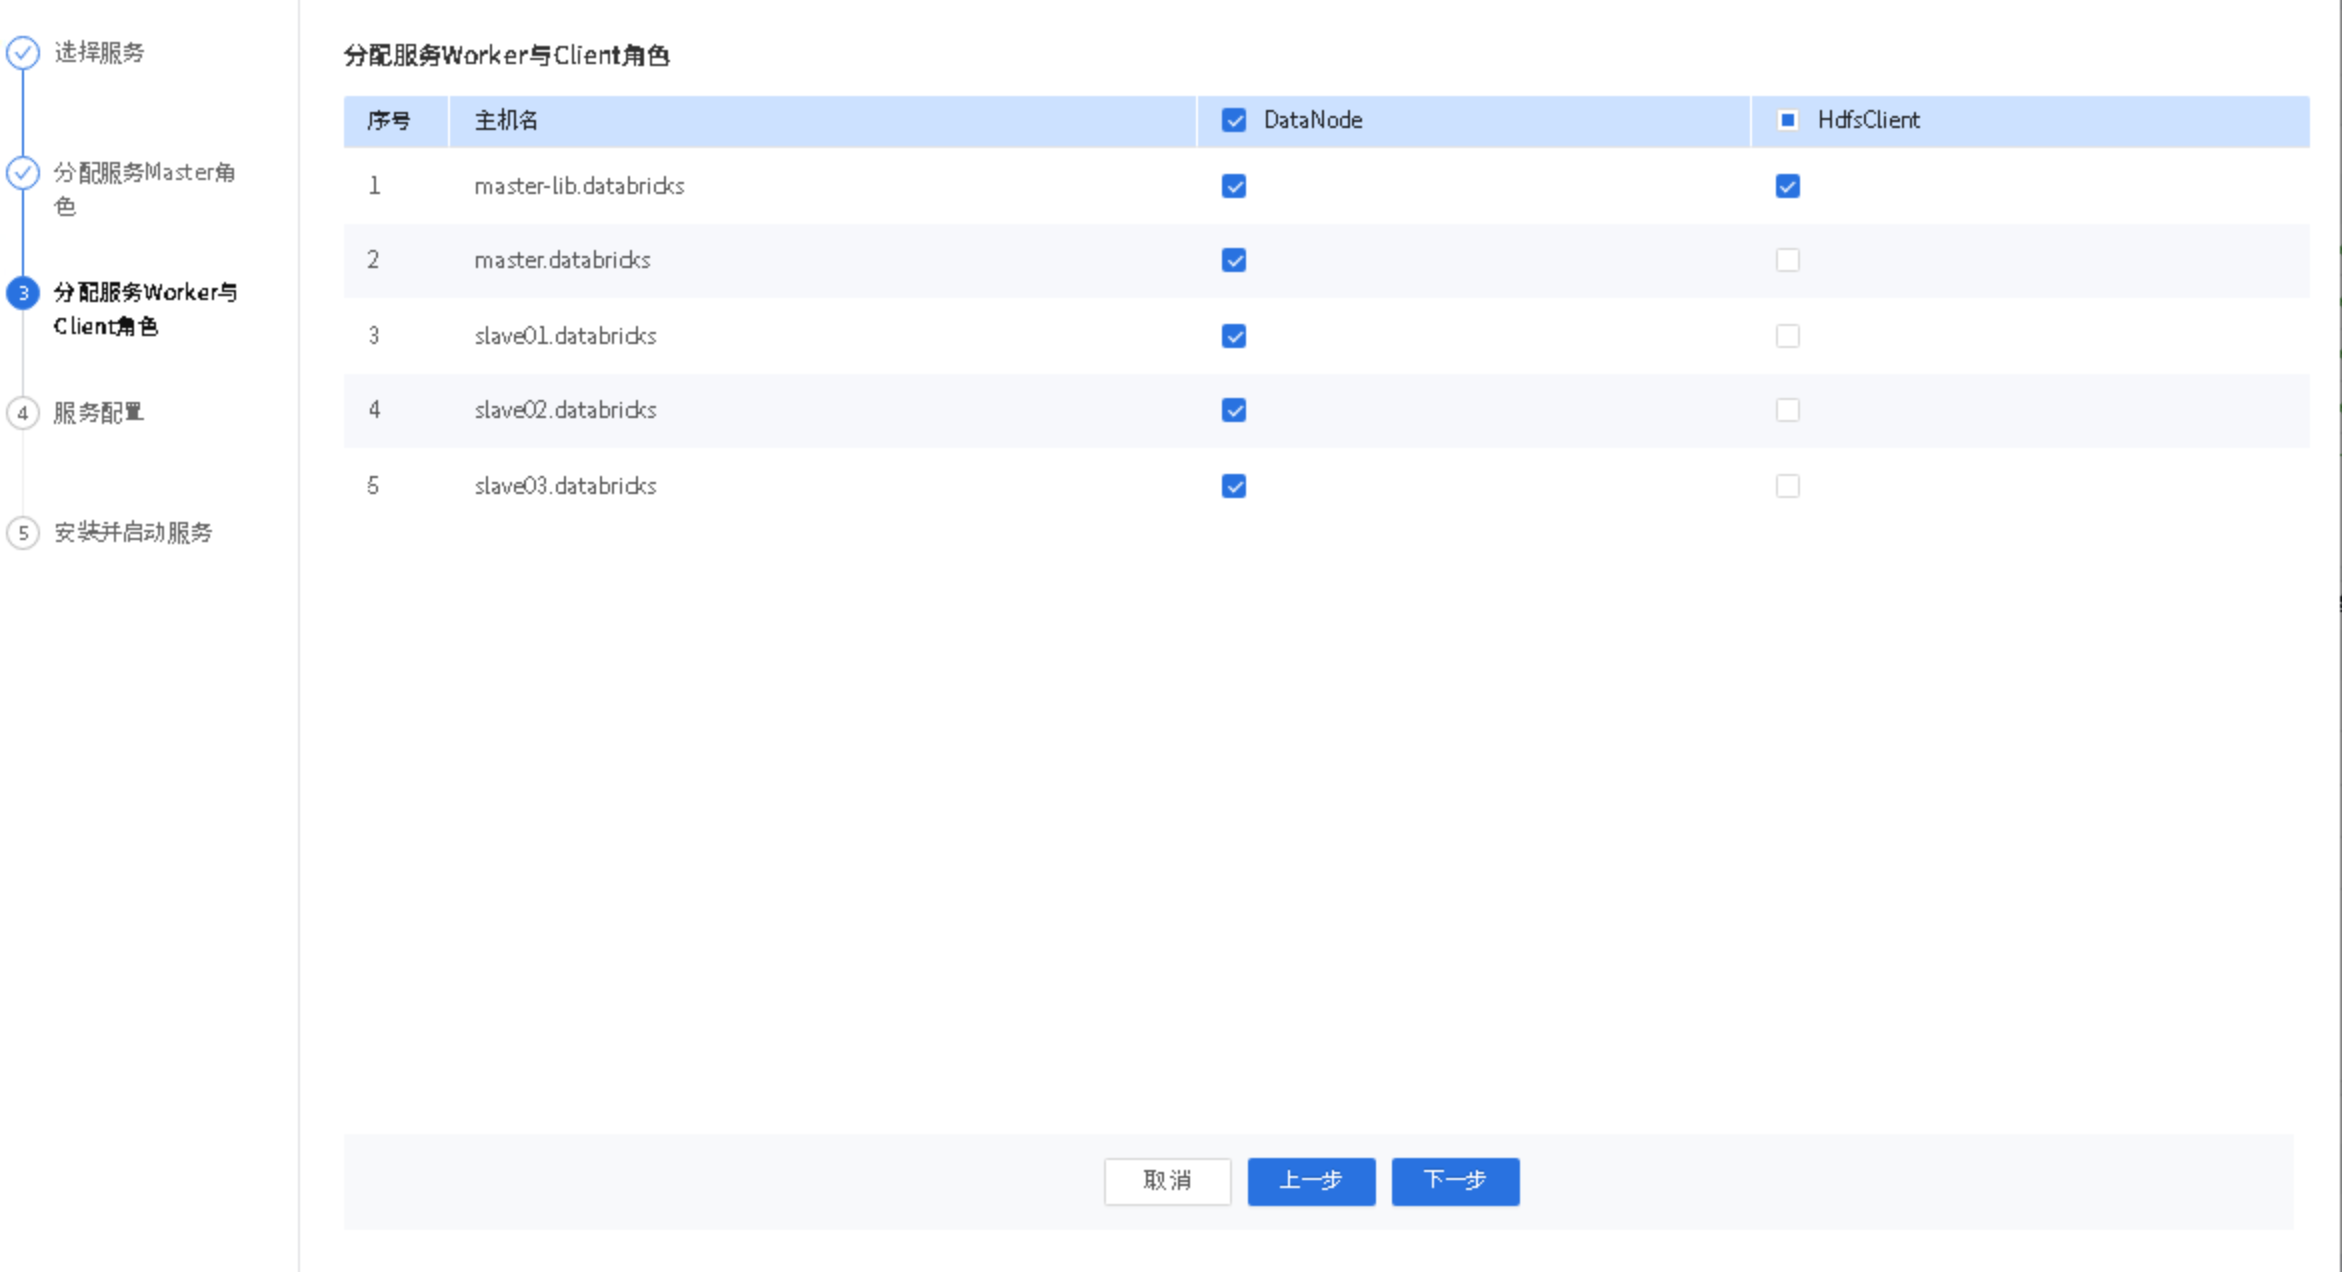 选择服务
分配服务Master角
色
3
分配服务Worker与
Client角色
4
服务配置
5
安装并启动服务
分配服务Worker与Client角色
序号 主机名 DataNode HdfsClient
1 master-lib.databricks
2 master.databricks
3 slave01.databricks
4 slave02.databricks
5 slave03.databricks
取消 上一步 下一步